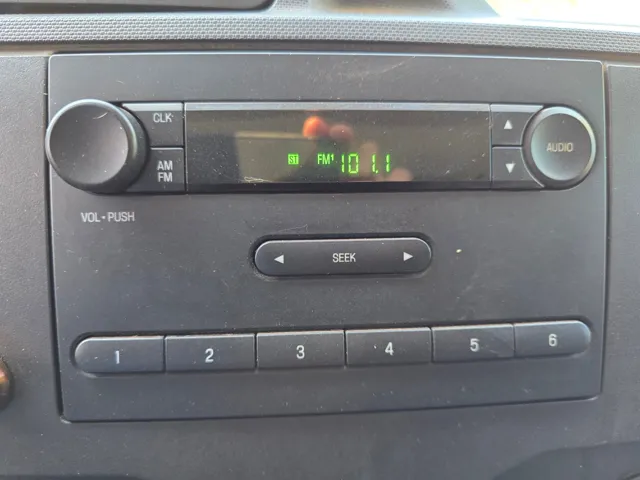 CLK
AM
FM
ST FM1 101.1
▲
▼
AUDIO
VOL • PUSH
◀ SEEK ▶
1 2 3 4 5 6